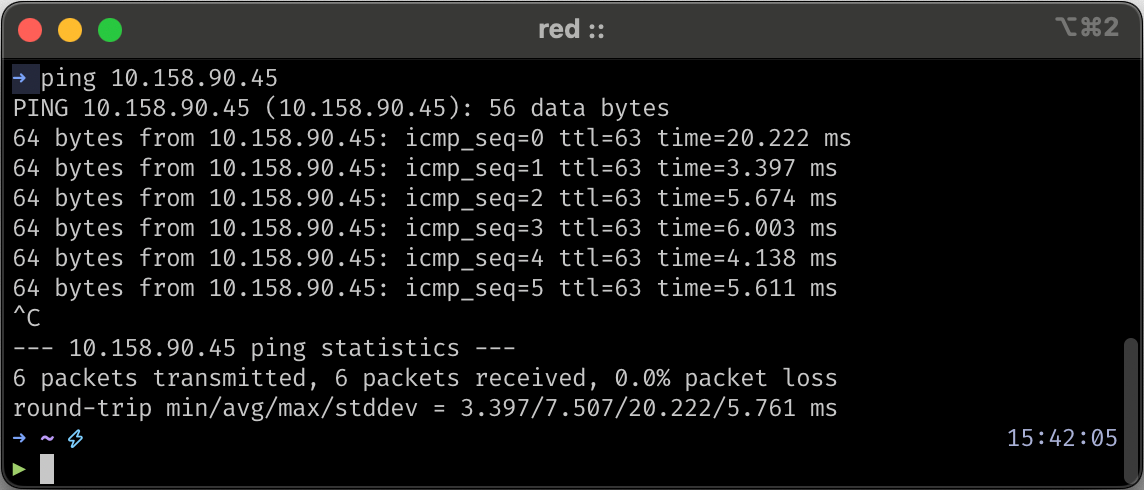 red ::
⌥⌘2
→ ping 10.158.90.45
PING 10.158.90.45 (10.158.90.45): 56 data bytes
64 bytes from 10.158.90.45: icmp_seq=0 ttl=63 time=20.222 ms
64 bytes from 10.158.90.45: icmp_seq=1 ttl=63 time=3.397 ms
64 bytes from 10.158.90.45: icmp_seq=2 ttl=63 time=5.674 ms
64 bytes from 10.158.90.45: icmp_seq=3 ttl=63 time=6.003 ms
64 bytes from 10.158.90.45: icmp_seq=4 ttl=63 time=4.138 ms
64 bytes from 10.158.90.45: icmp_seq=5 ttl=63 time=5.611 ms
^C
--- 10.158.90.45 ping statistics ---
6 packets transmitted, 6 packets received, 0.0% packet loss
round-trip min/avg/max/stddev = 3.397/7.507/20.222/5.761 ms
→ ~ ⚡ 15:42:05
▶